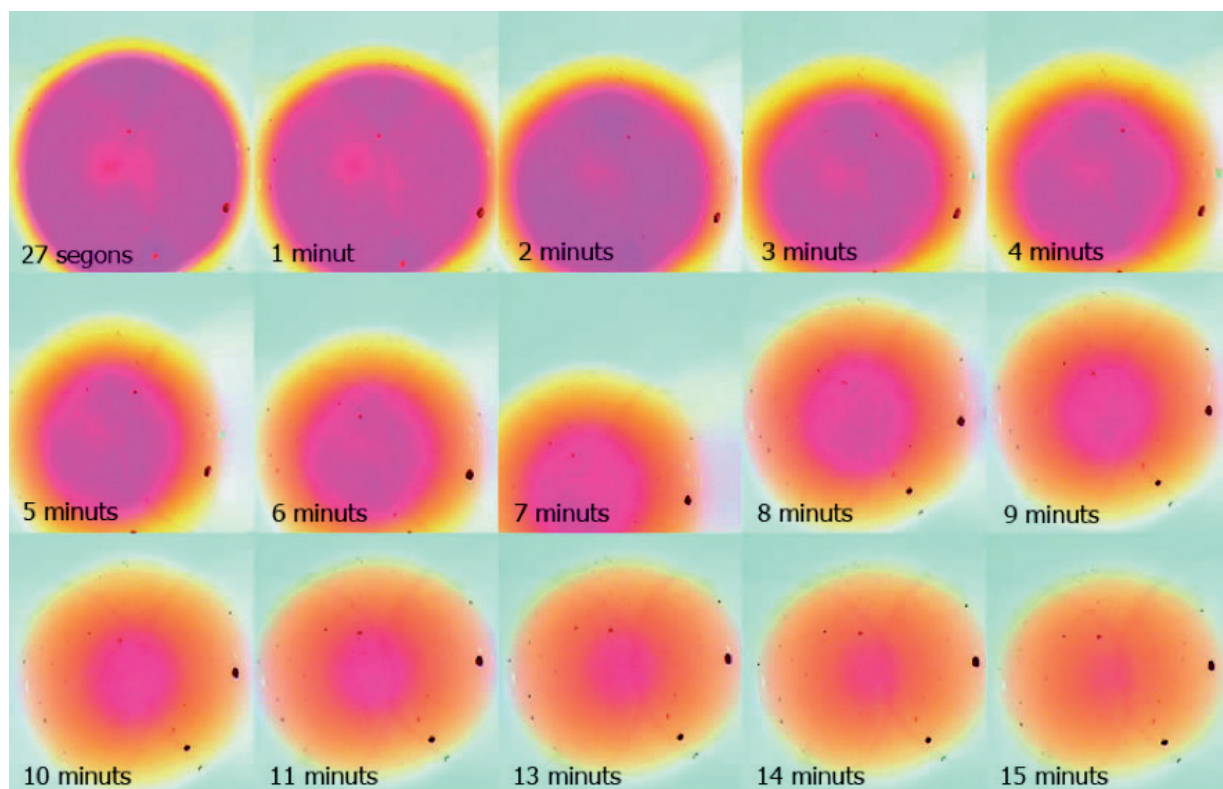 27 segons
1 minut
2 minuts
3 minuts
4 minuts
5 minuts
6 minuts
7 minuts
8 minuts
9 minuts
10 minuts
11 minuts
13 minuts
14 minuts
15 minuts